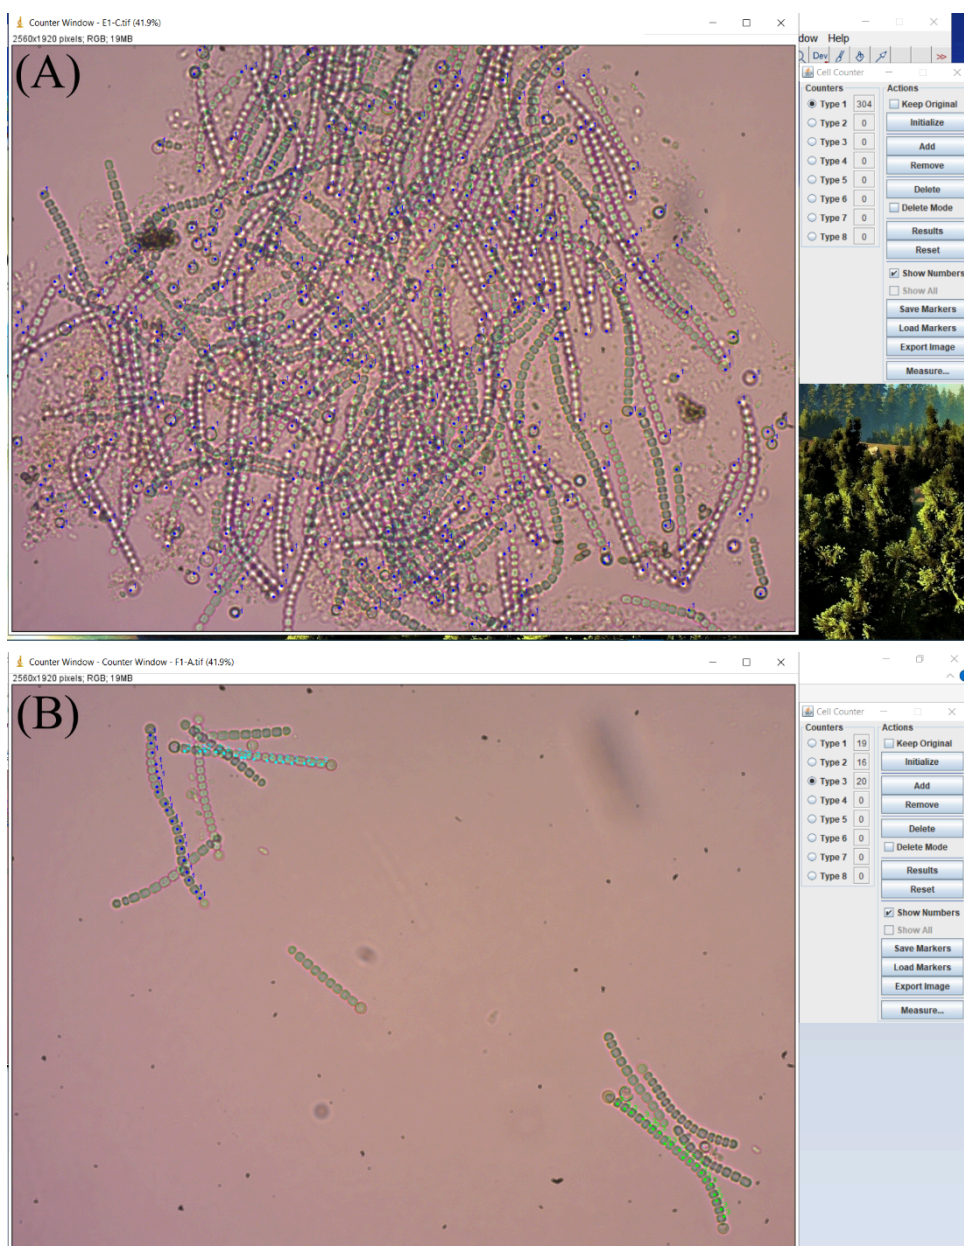 Counter Window - E1-C.tif (41.9%)
2560x1920 pixels; RGB; 19MB
(A)
dow Help
Dev
>>
Cell Counter
Counters
Actions
Type 1 304
Keep Original
Type 2 0
Initialize
Type 3 0
Add
Type 4 0
Remove
Type 5 0
Delete
Type 6 0
Delete Mode
Type 7 0
Results
Type 8 0
Reset
Show Numbers
Show All
Save Markers
Load Markers
Export Image
Measure...
Counter Window - Counter Window - F1-A.tif (41.9%)
2560x1920 pixels; RGB; 19MB
(B)
Cell Counter
Counters
Actions
Type 1 19
Keep Original
Type 2 16
Initialize
Type 3 20
Add
Type 4 0
Remove
Type 5 0
Delete
Type 6 0
Delete Mode
Type 7 0
Results
Type 8 0
Reset
Show Numbers
Show All
Save Markers
Load Markers
Export Image
Measure...